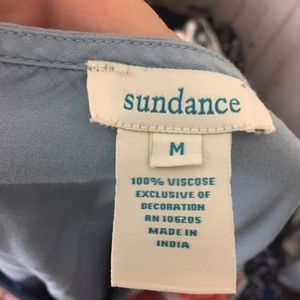 sundance
M
100% VISCOSE
EXCLUSIVE OF
DECORATION
RN 106205
MADE IN
INDIA